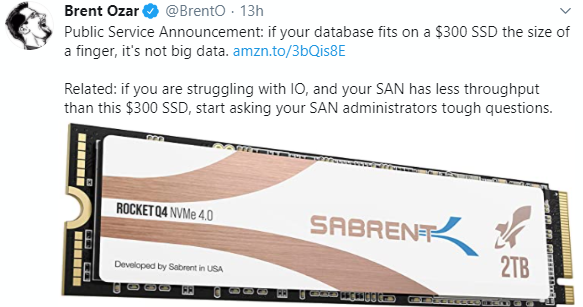 Brent Ozar @BrentO · 13h
Public Service Announcement: if your database fits on a $300 SSD the size of
a finger, it's not big data. amzn.to/3bQis8E
Related: if you are struggling with IO, and your SAN has less throughput
than this $300 SSD, start asking your SAN administrators tough questions.
ROCKET Q4 NVMe 4.0
SABRENT
Developed by Sabrent in USA
2TB